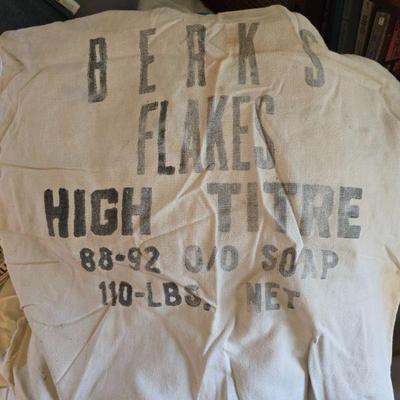 BERKS
FLAKES
HIGH TITRE
88-92 O/O SOAP
110-LBS. NET